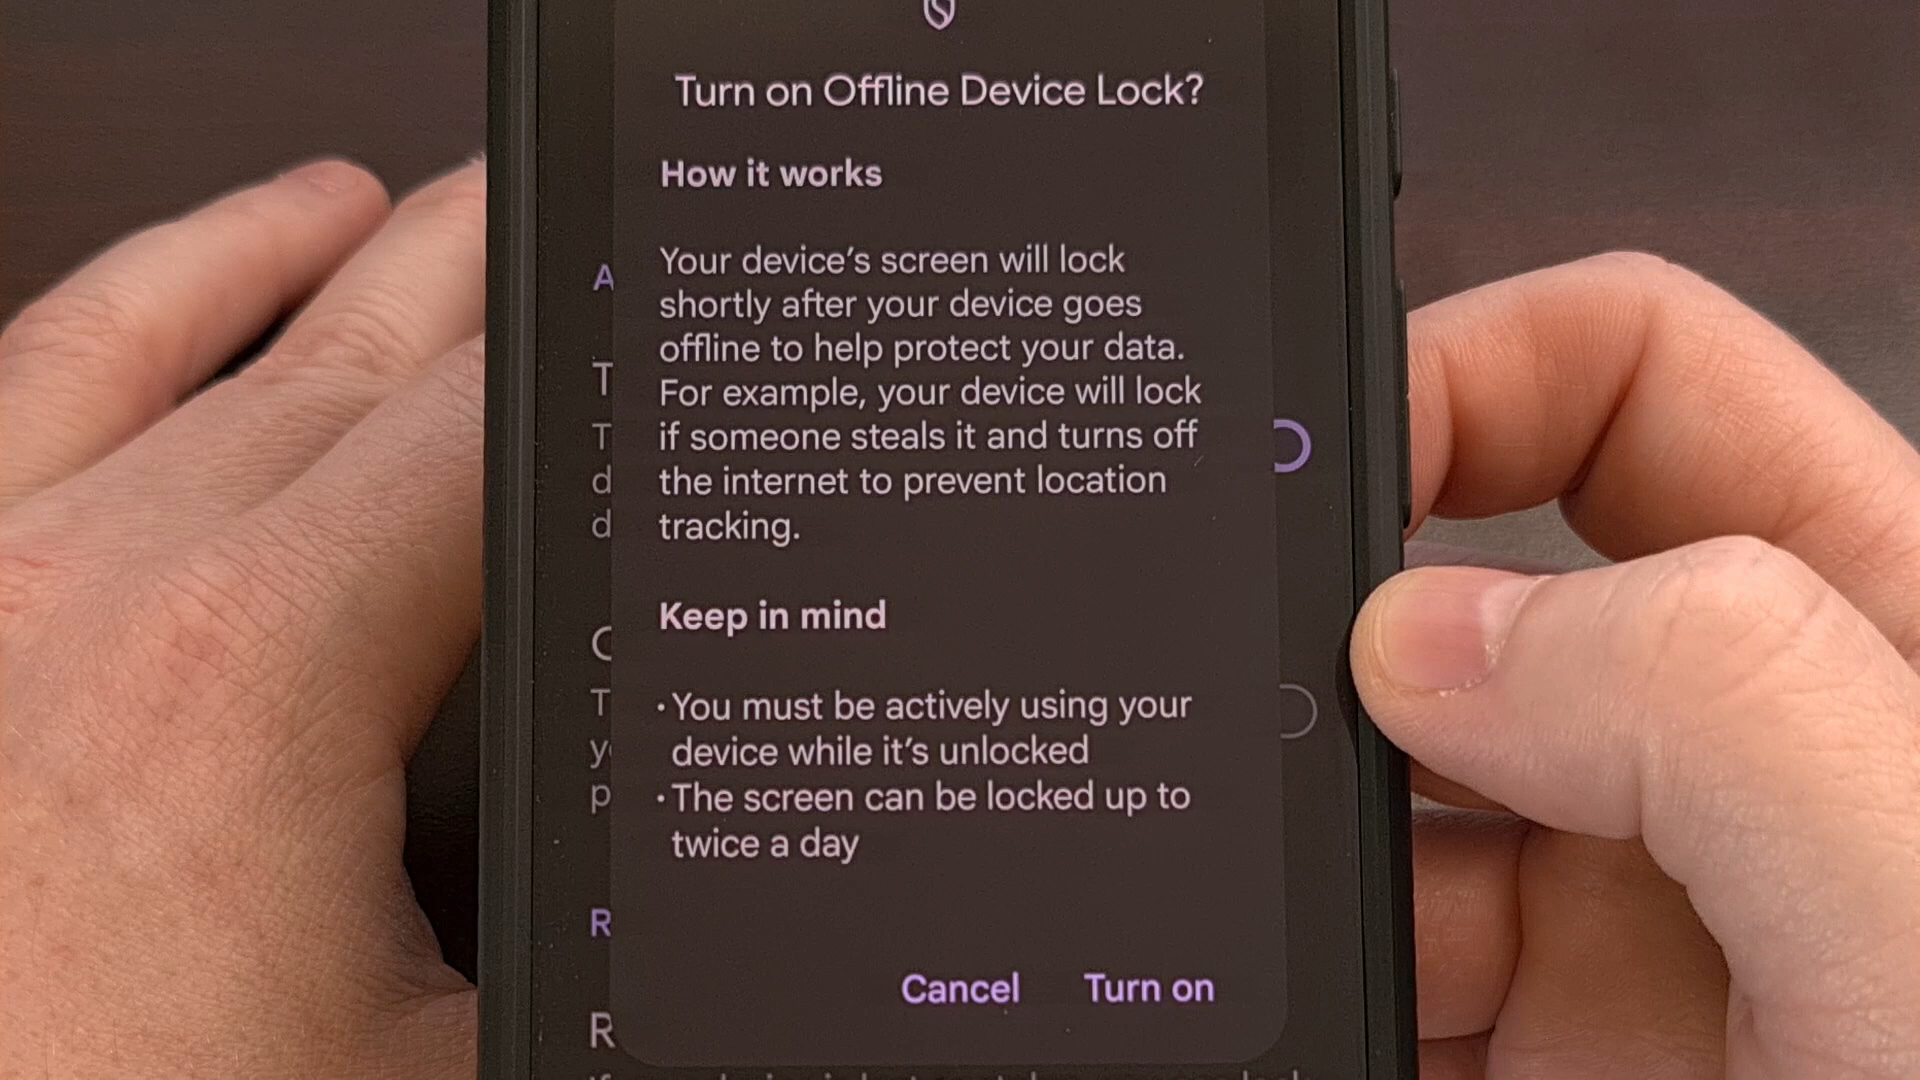 Turn on Offline Device Lock?
How it works
Your device's screen will lock
shortly after your device goes
offline to help protect your data.
For example, your device will lock
if someone steals it and turns off
the internet to prevent location
tracking.
Keep in mind
· You must be actively using your
device while it's unlocked
· The screen can be locked up to
twice a day
Cancel Turn on